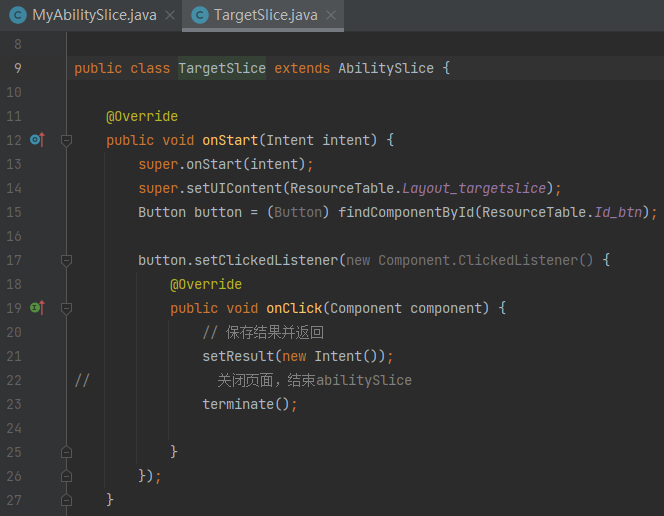 MyAbilitySlice.java TargetSlice.java
8
9 public class TargetSlice extends AbilitySlice {
10
11 @Override
12 public void onStart(Intent intent) {
13 super.onStart(intent);
14 super.setUIContent(ResourceTable.Layout_targetslice);
15 Button button = (Button) findComponentById(ResourceTable.Id_btn);
16
17 button.setClickedListener(new Component.ClickedListener() {
18 @Override
19 public void onClick(Component component) {
20 // 保存结果并返回
21 setResult(new Intent());
22 // 关闭页面，结束abilitySlice
23 terminate();
24
25 }
26 });
27 }